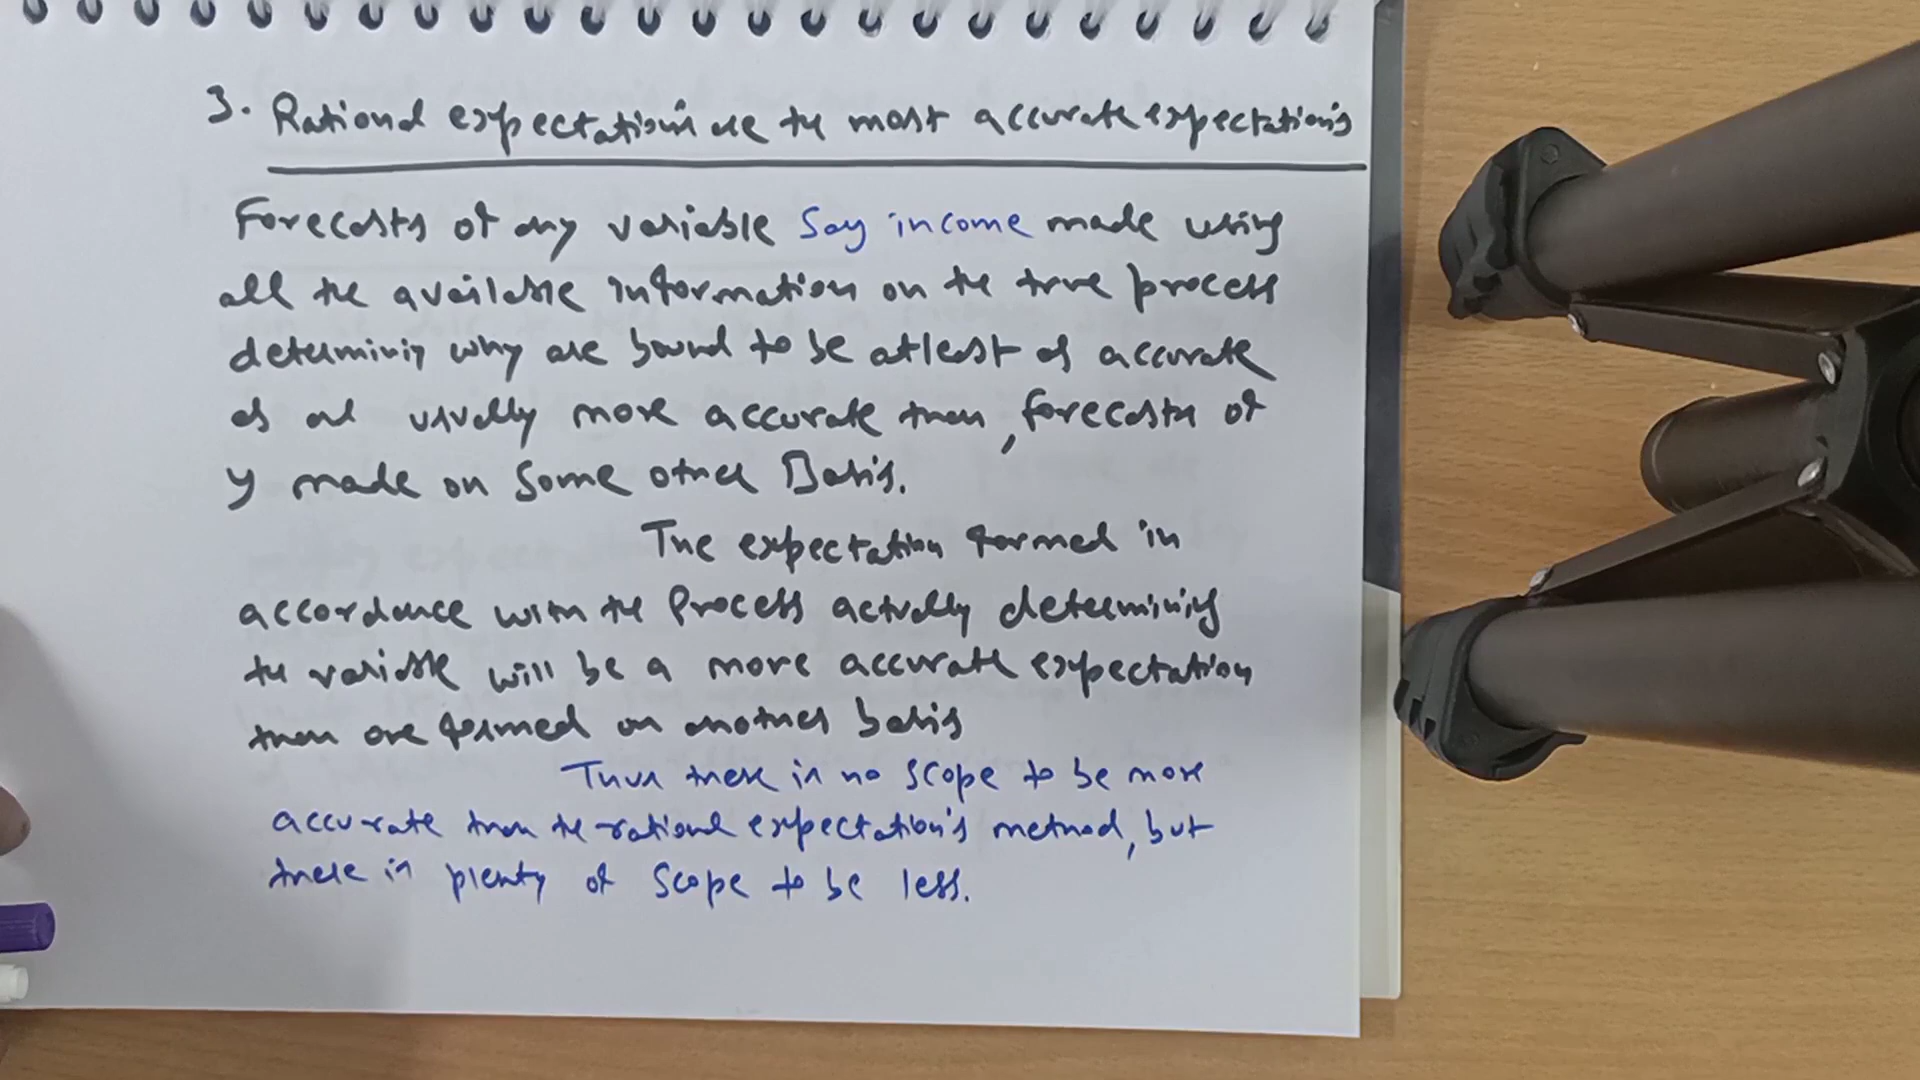 3. Rational expectations are the most accurate expectations
Forecasts of any variable Say income made using
all the available information on the true process
determining why are bound to be atleast as accurate
as and usually more accurate than, forecasts of
y made on Some other Basis.
The expectation formed in
accordance with the Process actually determining
the variable will be a more accurate expectation
than one formed on another basis
Thus there is no scope to be more
accurate than the rational expectation's method, but
there is plenty of scope to be less.